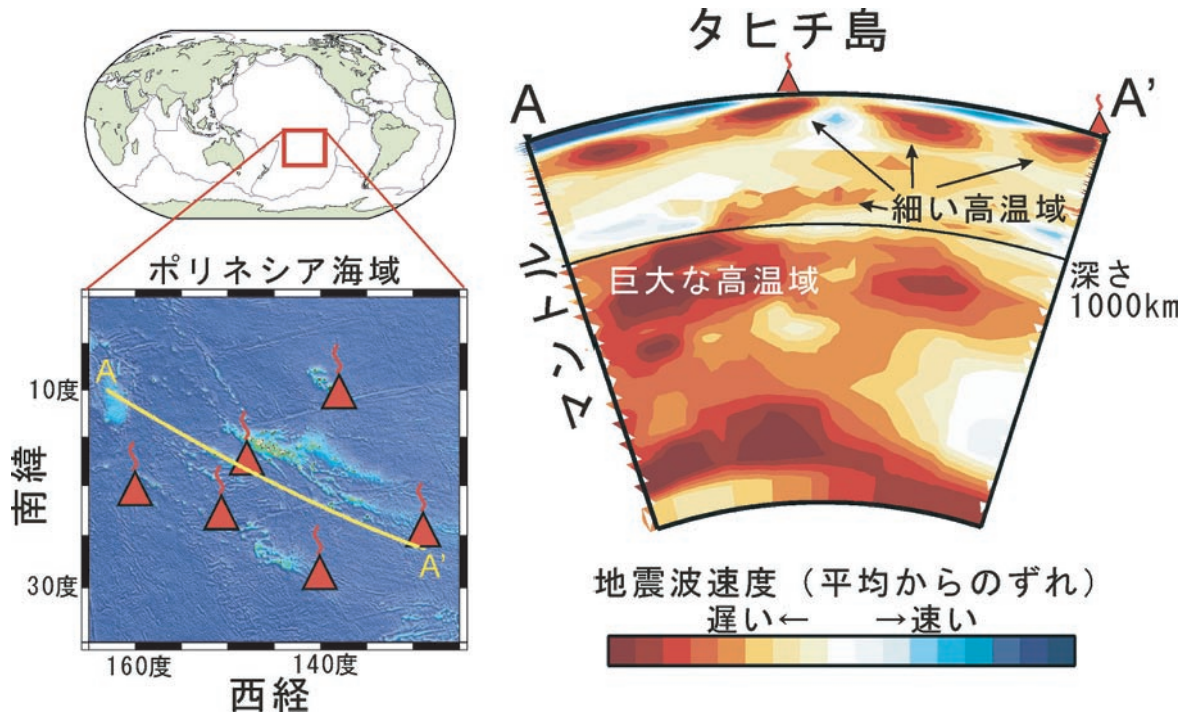 タヒチ島
A
A'
細い高温域
ポリネシア海域
巨大な高温域
深さ
1000km
マントル
A
10度
南緯
A'
30度
160度
140度
西経
地震波速度（平均からのずれ）
遅い← →速い